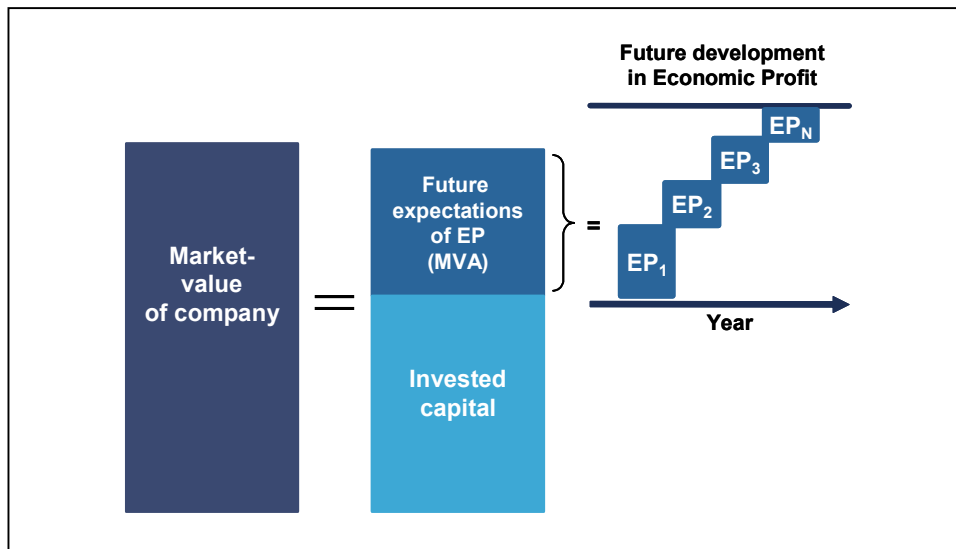 Future development
in Economic Profit
EP₁
EP₂
EP₃
EPₙ
Year
Market-
value
of company
=
Future
expectations
of EP
(MVA)
Invested
capital
=